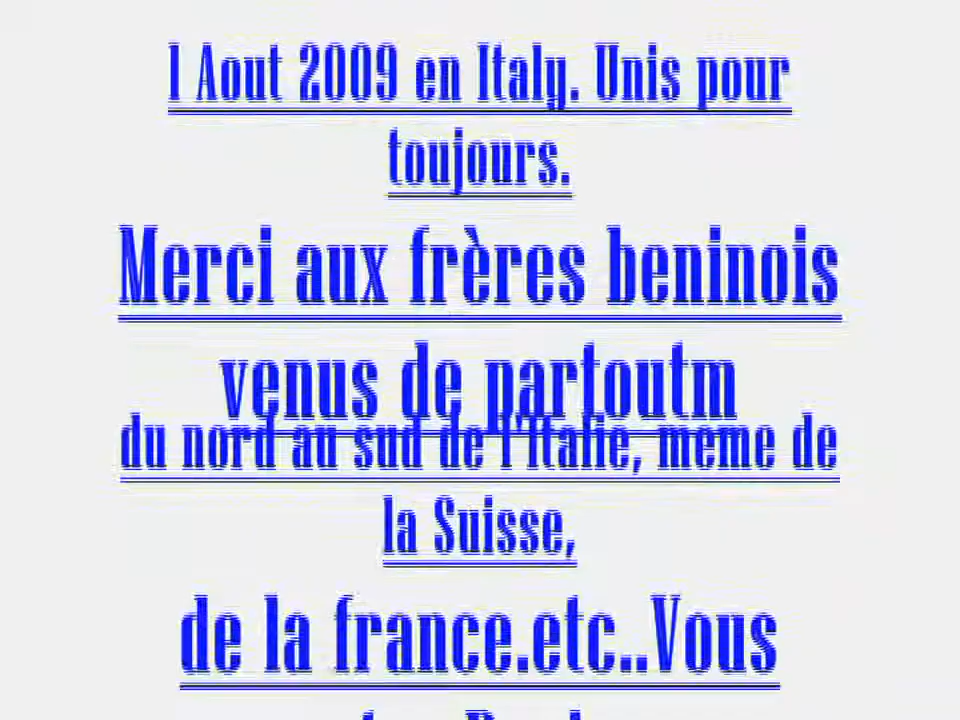 1 Aout 2009 en Italy. Unis pour
toujours.
Merci aux frères beninois
venus de partoutm
du nord au sud de l'Italie, meme de
la Suisse,
de la france.etc..Vous